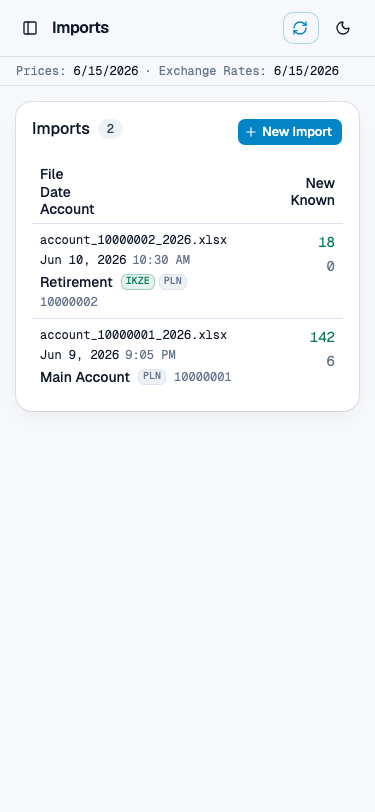 Imports
Prices: 6/15/2026 · Exchange Rates: 6/15/2026
Imports 2
+ New Import
File
Date
Account
New
Known
account_10000002_2026.xlsx
Jun 10, 2026 10:30 AM
Retirement IKZE PLN
10000002
18
0
account_10000001_2026.xlsx
Jun 9, 2026 9:05 PM
Main Account PLN 10000001
142
6